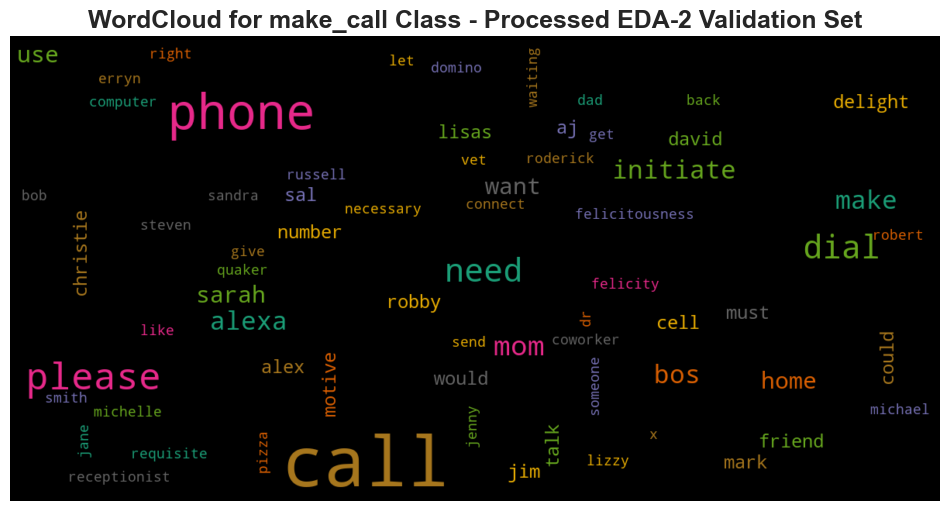 WordCloud for make_call Class - Processed EDA-2 Validation Set
use
right
let
domino
waiting
erryn
computer
phone
dad
back
delight
lisas
aj
get
david
vet
roderick
initiate
russell
want
bob
sandra
sal
necessary
connect
felicitousness
make
steven
christie
number
give
dial
robert
quaker
need
felicity
sarah
robby
alexa
like
dr
cell
must
send
mom
coworker
could
please
alex
motive
would
someone
bos
home
smith
michelle
michael
jane
requisite
pizza
call
jenny
talk
x
friend
receptionist
jim
lizzy
mark